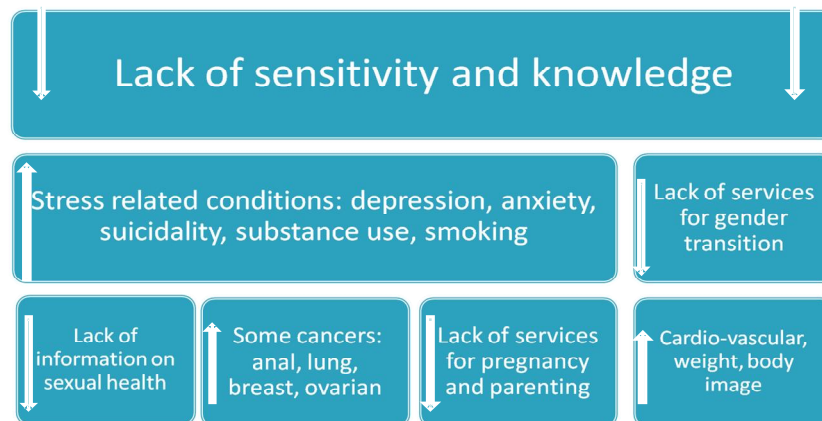 Lack of sensitivity and knowledge
Stress related conditions: depression, anxiety,
suicidality, substance use, smoking
Lack of services
for gender
transition
Lack of
information on
sexual health
Some cancers:
anal, lung,
breast, ovarian
Lack of services
for pregnancy
and parenting
Cardio-vascular,
weight, body
image